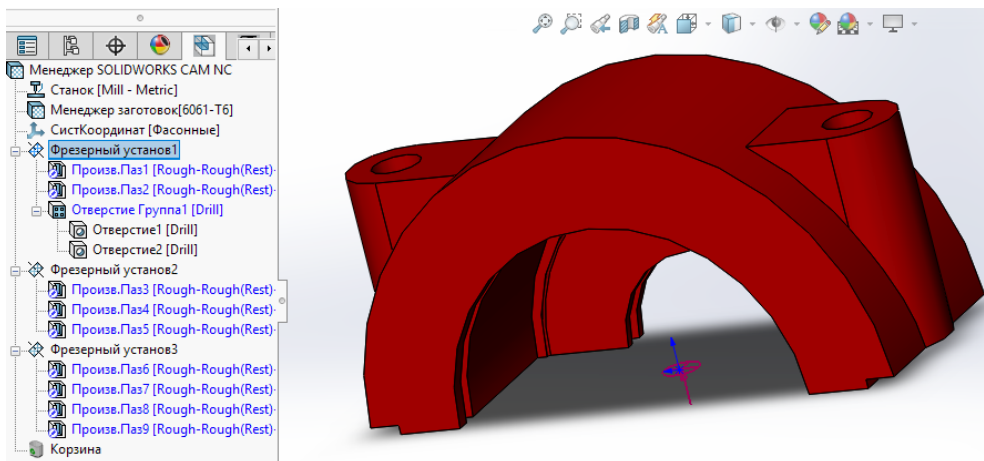 Менеджер SOLIDWORKS CAM NC
Станок [Mill - Metric]
Менеджер заготовок[6061-T6]
СистКоординат [Фасонные]
Фрезерный установ1
Произв.Паз1 [Rough-Rough(Rest)-
Произв.Паз2 [Rough-Rough(Rest)-
Отверстие Группа1 [Drill]
Отверстие1 [Drill]
Отверстие2 [Drill]
Фрезерный установ2
Произв.Паз3 [Rough-Rough(Rest)-
Произв.Паз4 [Rough-Rough(Rest)-
Произв.Паз5 [Rough-Rough(Rest)-
Фрезерный установ3
Произв.Паз6 [Rough-Rough(Rest)-
Произв.Паз7 [Rough-Rough(Rest)-
Произв.Паз8 [Rough-Rough(Rest)-
Произв.Паз9 [Rough-Rough(Rest)-
Корзина